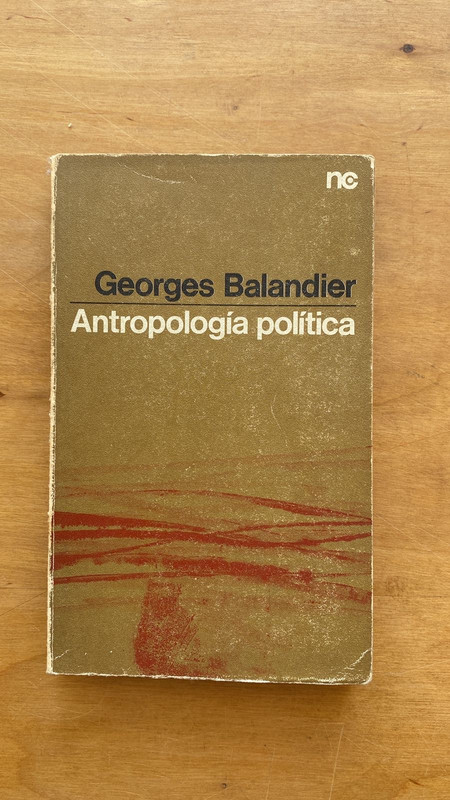 nc
Georges Balandier
Antropología política